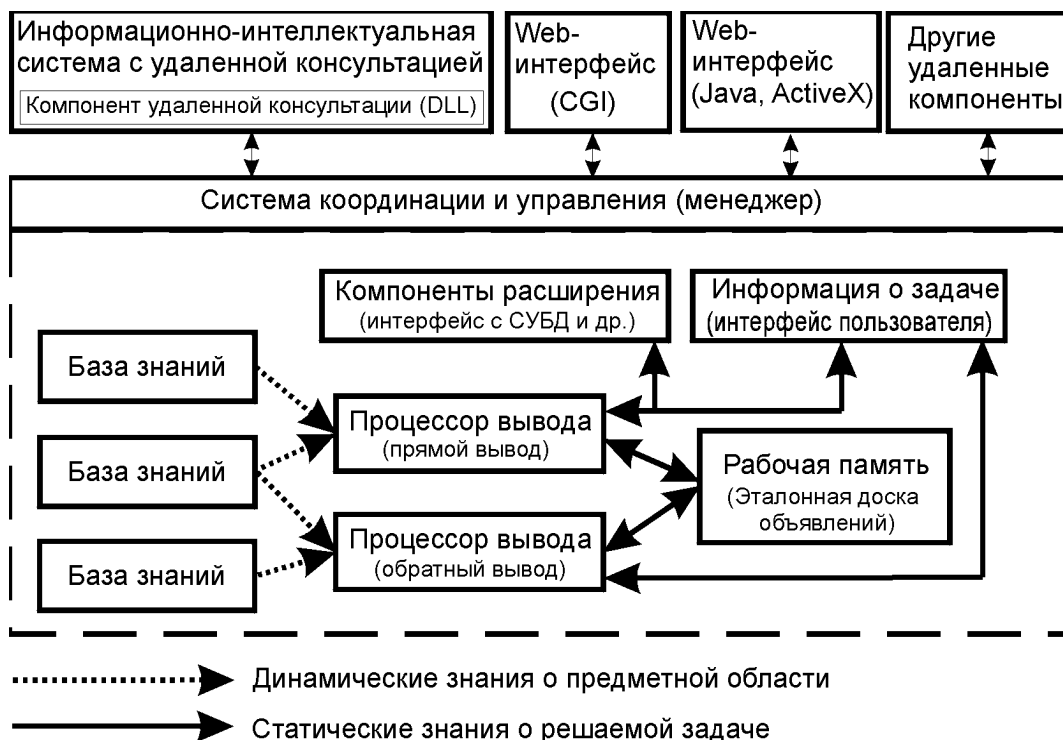 Информационно-интеллектуальная
система с удаленной консультацией
Компонент удаленной консультации (DLL)
Web-
интерфейс
(CGI)
Web-
интерфейс
(Java, ActiveX)
Другие
удаленные
компоненты
Система координации и управления (менеджер)
Компоненты расширения
(интерфейс с СУБД и др.)
Информация о задаче
(интерфейс пользователя)
База знаний
Процессор вывода
(прямой вывод)
База знаний
Рабочая память
(Эталонная доска
объявлений)
Процессор вывода
(обратный вывод)
База знаний
Динамические знания о предметной области
Статические знания о решаемой задаче